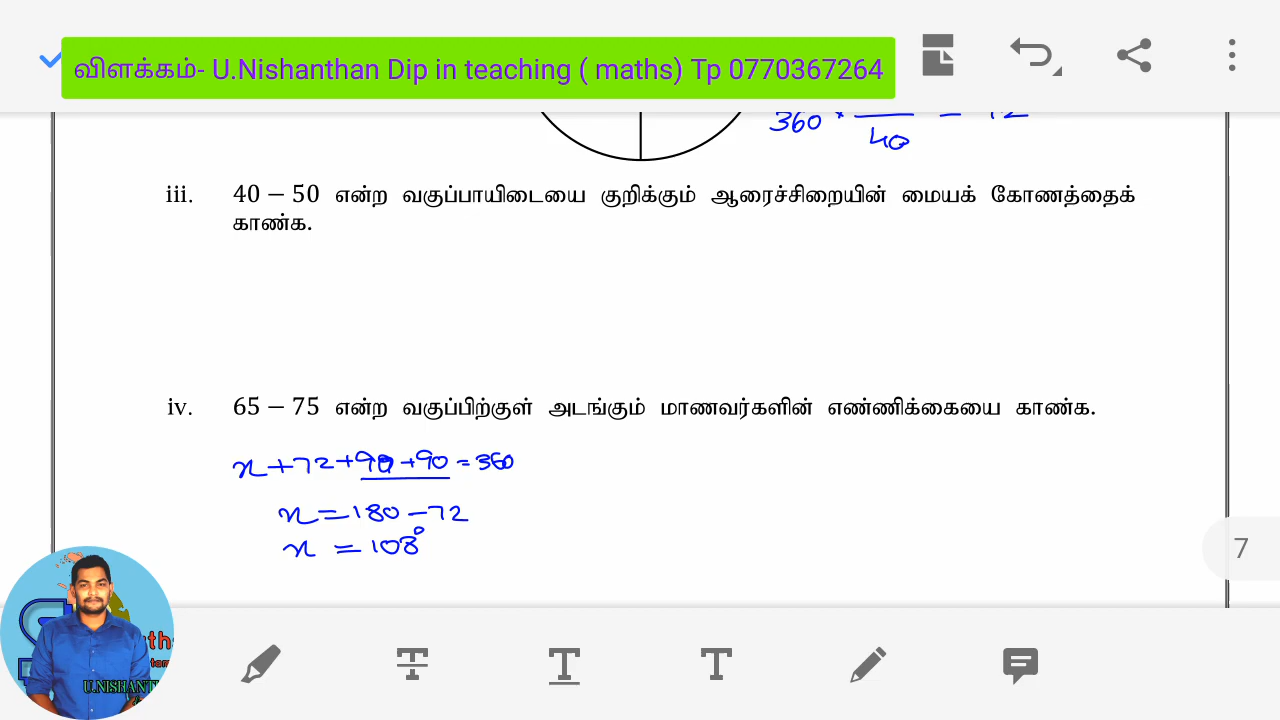 விளக்கம்- U.Nishanthan Dip in teaching ( maths) Tp 0770367264
360 × 40 = 72
iii. 40 – 50 என்ற வகுப்பாயிடையை குறிக்கும் ஆரைச்சிறையின் மையக் கோணத்தைக்
காண்க.
iv. 65 – 75 என்ற வகுப்பிற்குள் அடங்கும் மாணவர்களின் எண்ணிக்கையை காண்க.
x + 72 + 90 + 90 = 360
x = 180 – 72
x = 108°
7
U.NISHANTH